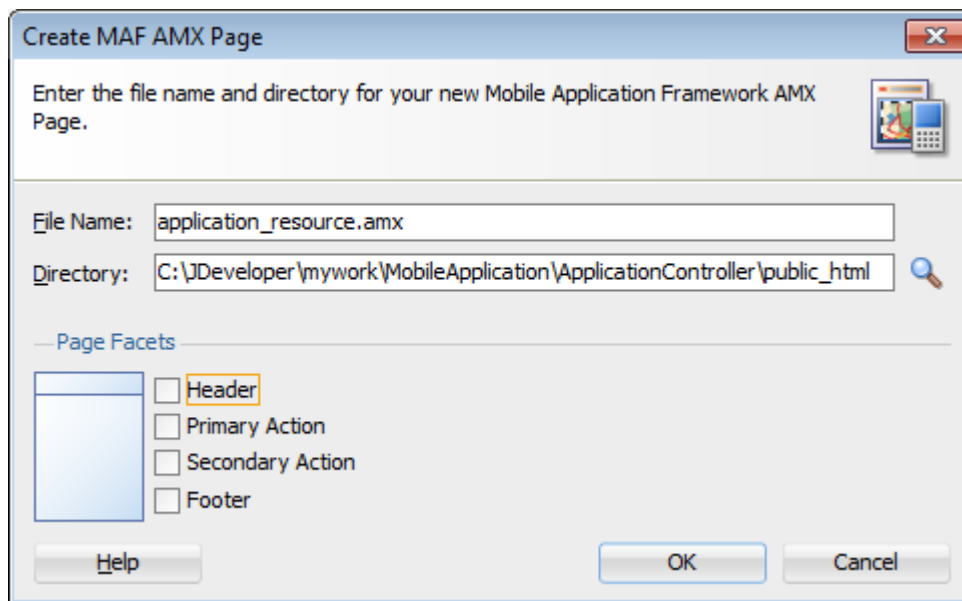 Create MAF AMX Page
Enter the file name and directory for your new Mobile Application Framework AMX
Page.
File Name: application_resource.amx
Directory: C:\JDeveloper\mywork\MobileApplication\ApplicationController\public_html
Page Facets
Header
Primary Action
Secondary Action
Footer
Help OK Cancel